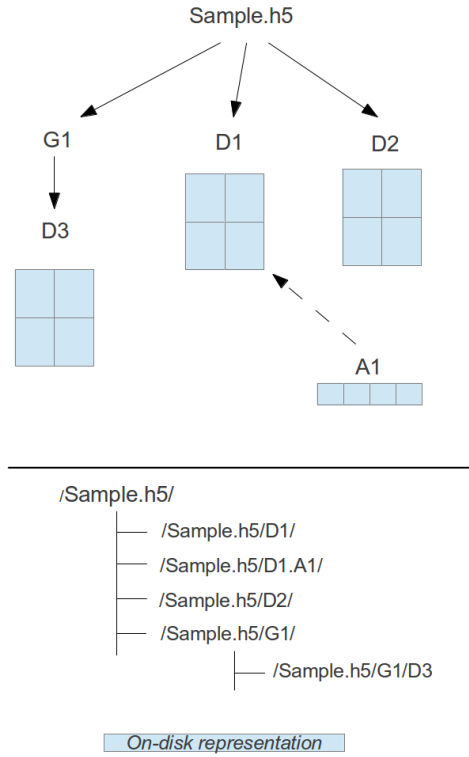 Sample.h5
G1
D1
D2
D3
A1
/Sample.h5/
/Sample.h5/D1/
/Sample.h5/D1.A1/
/Sample.h5/D2/
/Sample.h5/G1/
/Sample.h5/G1/D3
On-disk representation